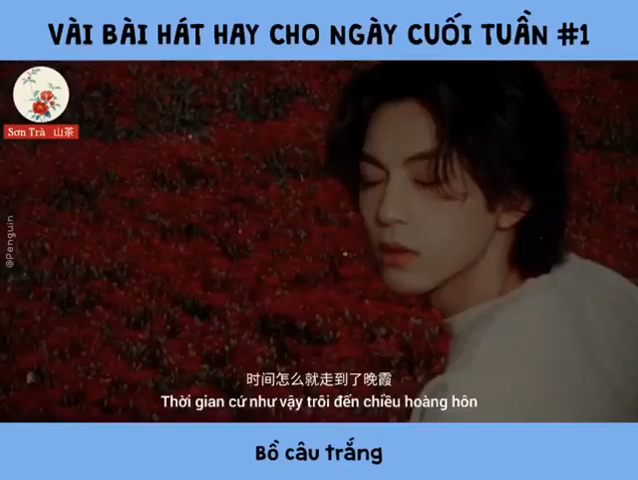 VÀI BÀI HÁT HAY CHO NGÀY CUỐI TUẦN #1
Sơn Trà 山茶
@Penguin
时间怎么就走到了晚霞
Thời gian cứ như vậy trôi đến chiều hoàng hôn
Bồ câu trắng